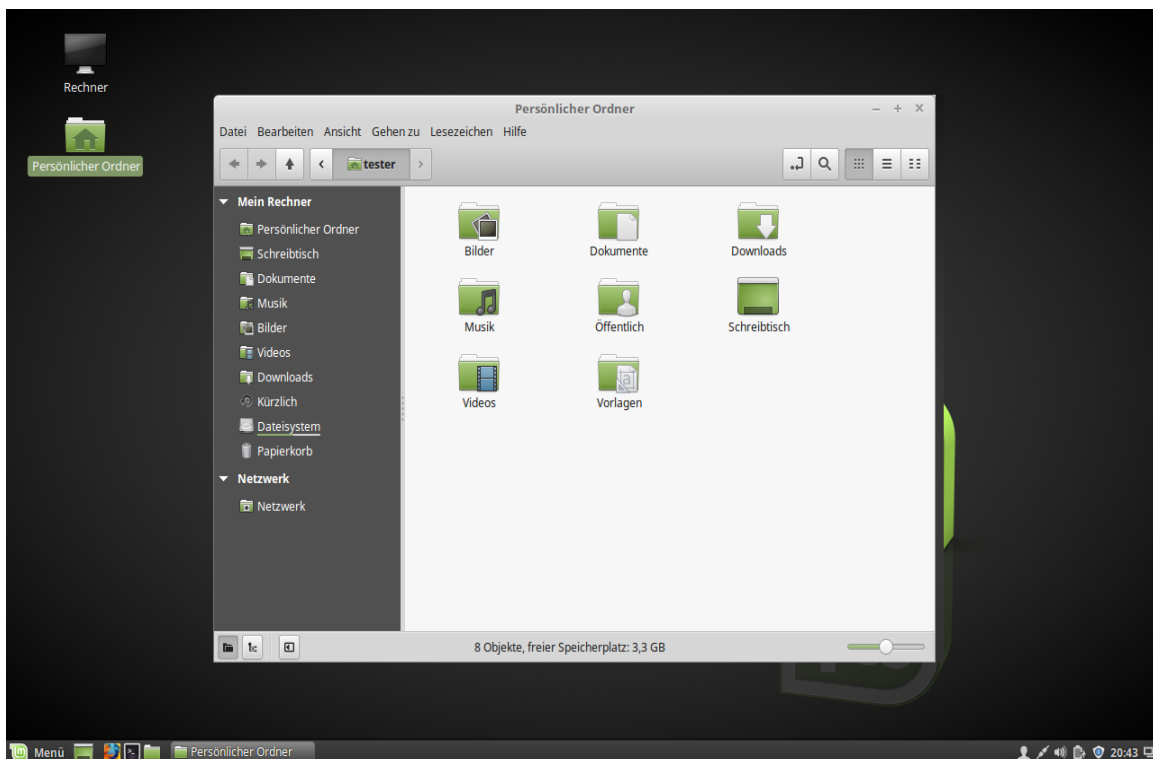 Rechner
Persönlicher Ordner
Persönlicher Ordner
Datei Bearbeiten Ansicht Gehen zu Lesezeichen Hilfe
tester
Mein Rechner
Persönlicher Ordner
Schreibtisch
Dokumente
Musik
Bilder
Videos
Downloads
Kürzlich
Dateisystem
Papierkorb
Netzwerk
Netzwerk
Bilder Dokumente Downloads
Musik Öffentlich Schreibtisch
Videos Vorlagen
8 Objekte, freier Speicherplatz: 3,3 GB
Menü Persönlicher Ordner 20:43